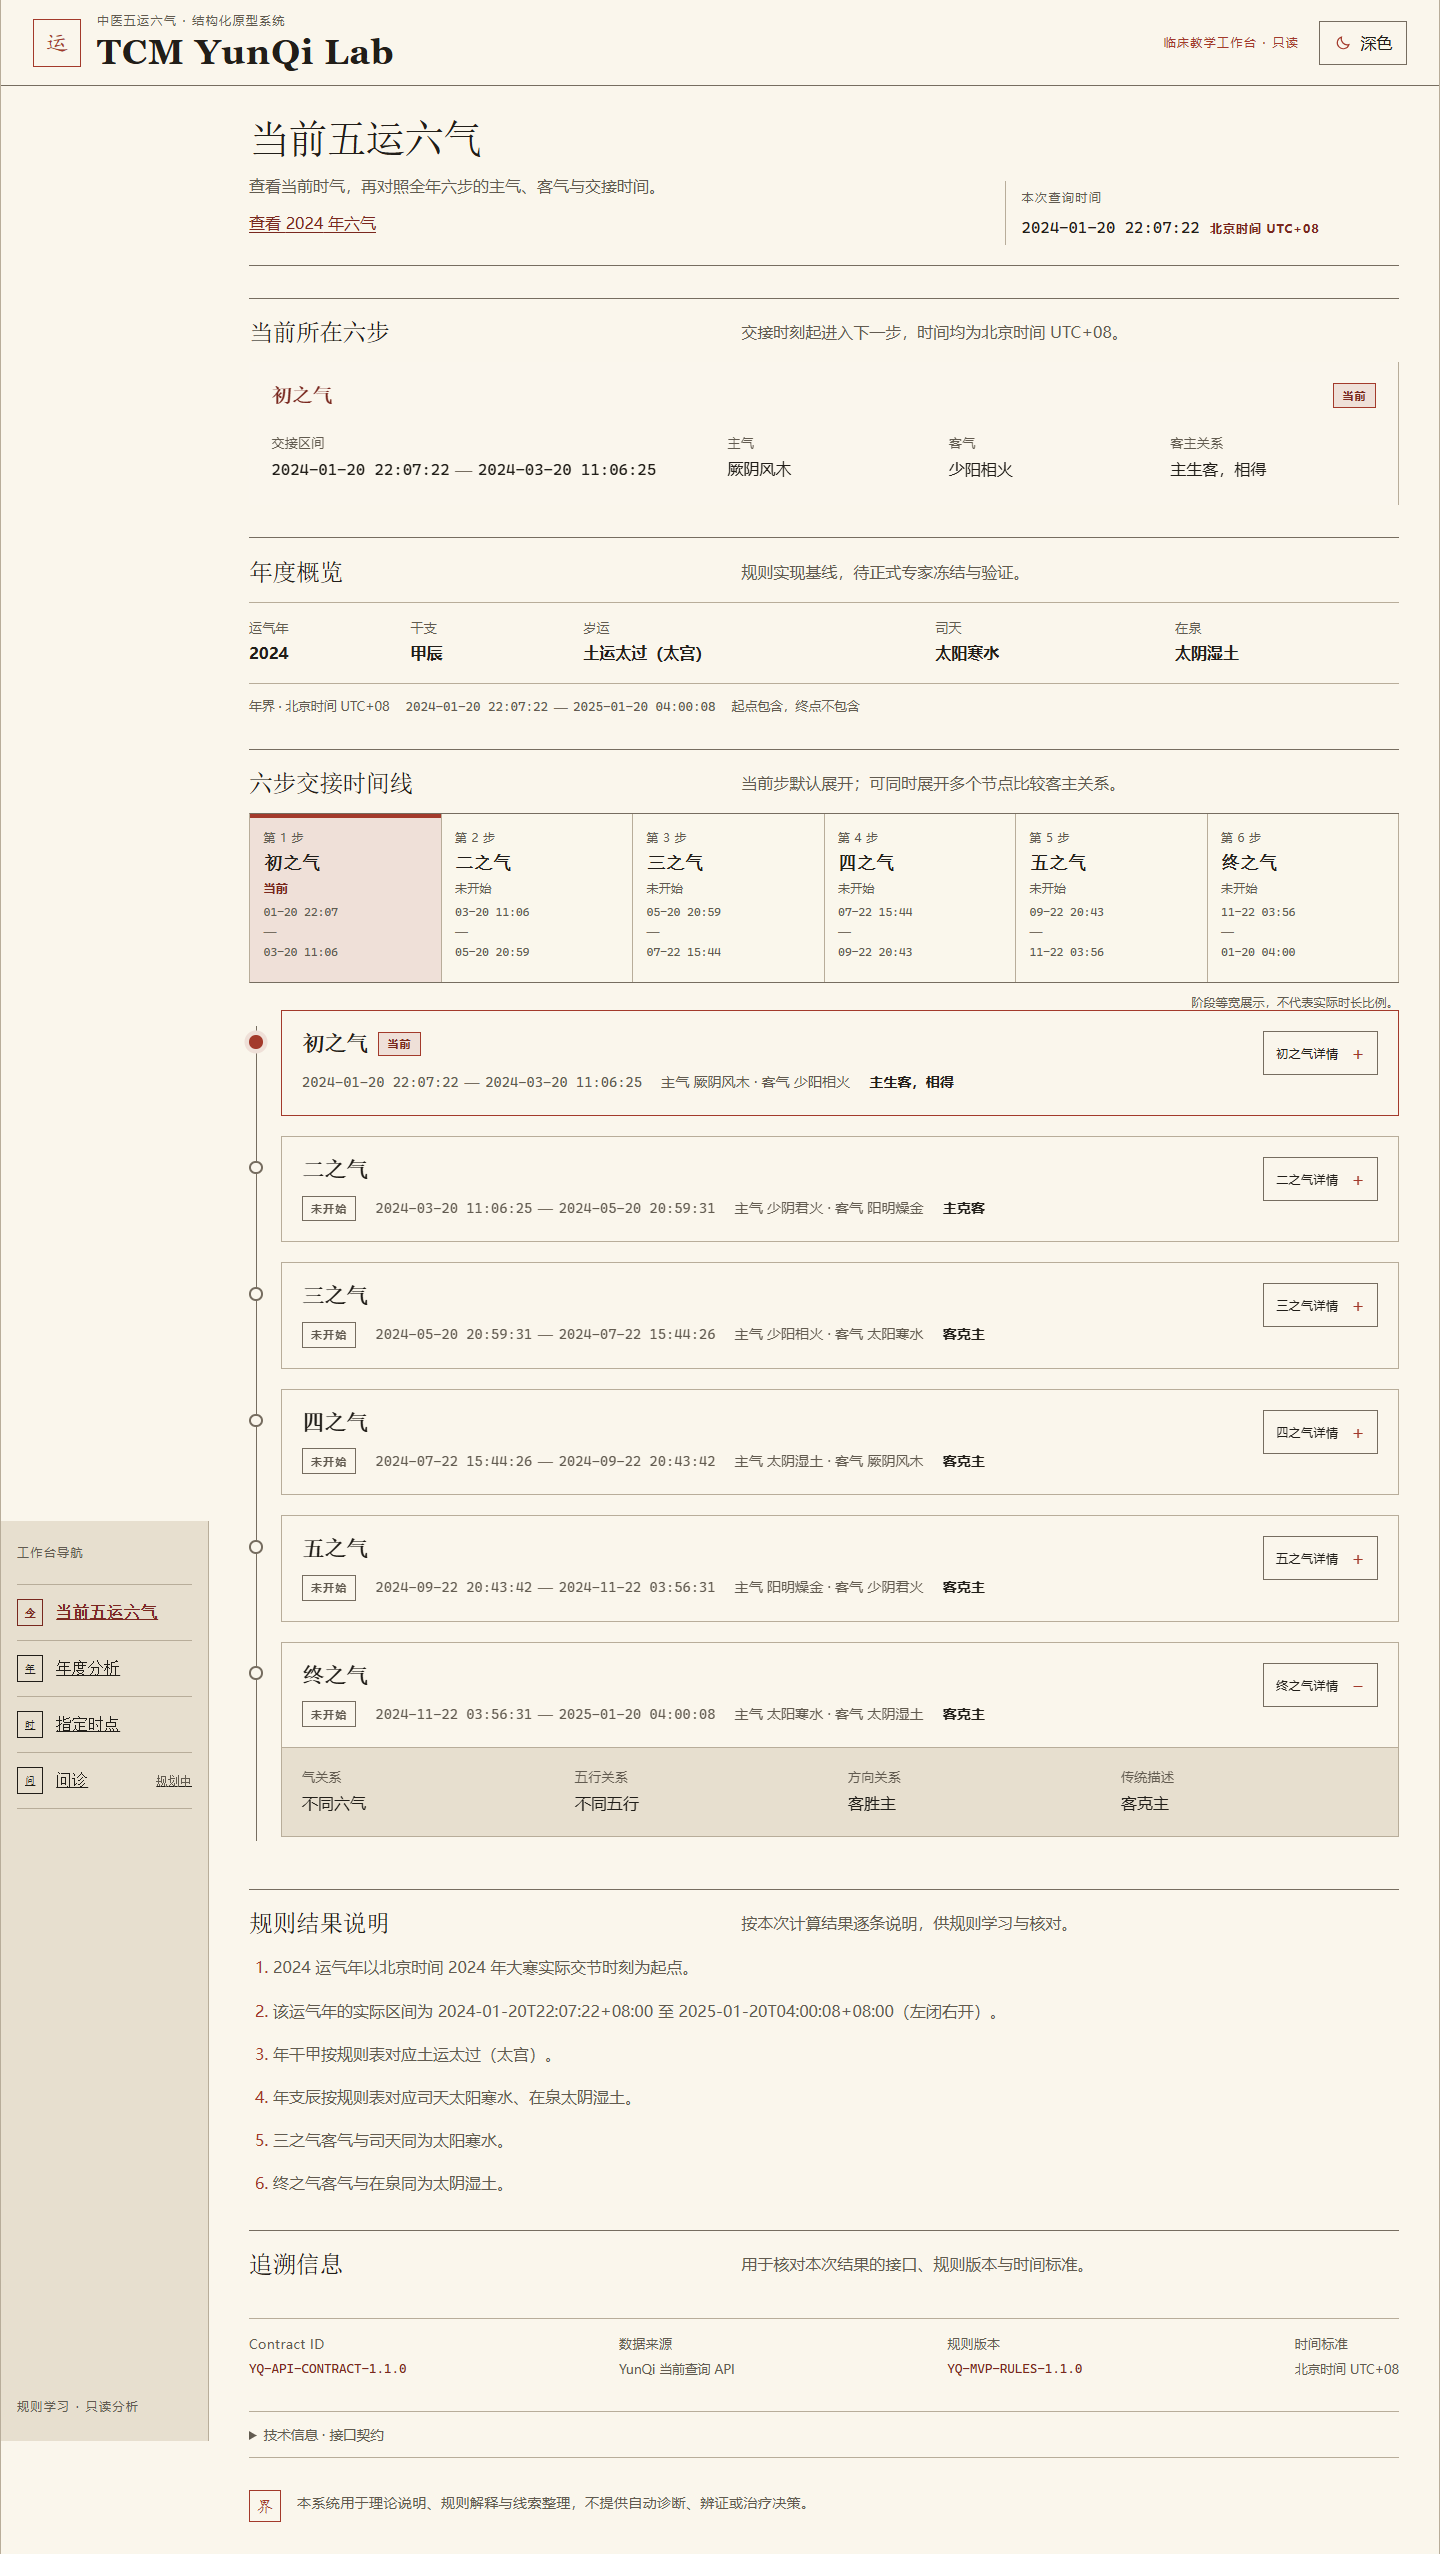 运
中医五运六气 · 结构化原型系统
TCM YunQi Lab
临床教学工作台 · 只读
深色
当前五运六气
查看当前时气，再对照全年六步的主气、客气与交接时间。
查看 2024 年六气
本次查询时间
2024-01-20 22:07:22 北京时间 UTC+08
当前所在六步
交接时刻起进入下一步，时间均为北京时间 UTC+08。
初之气
当前
交接区间 主气 客气 客主关系
2024-01-20 22:07:22 — 2024-03-20 11:06:25 厥阴风木 少阳相火 主生客，相得
年度概览
规则实现基线，待正式专家冻结与验证。
运气年 干支 岁运 司天 在泉
2024 甲辰 土运太过（太宫） 太阳寒水 太阴湿土
年界 · 北京时间 UTC+08 2024-01-20 22:07:22 — 2025-01-20 04:00:08 起点包含，终点不包含
六步交接时间线
当前步默认展开；可同时展开多个节点比较客主关系。
第 1 步
初之气
当前
01-20 22:07
—
03-20 11:06
第 2 步
二之气
未开始
03-20 11:06
—
05-20 20:59
第 3 步
三之气
未开始
05-20 20:59
—
07-22 15:44
第 4 步
四之气
未开始
07-22 15:44
—
09-22 20:43
第 5 步
五之气
未开始
09-22 20:43
—
11-22 03:56
第 6 步
终之气
未开始
11-22 03:56
—
01-20 04:00
阶段等宽展示，不代表实际时长比例。
初之气 当前
初之气详情 +
2024-01-20 22:07:22 — 2024-03-20 11:06:25 主气 厥阴风木 · 客气 少阳相火 主生客，相得
二之气
二之气详情 +
未开始 2024-03-20 11:06:25 — 2024-05-20 20:59:31 主气 少阴君火 · 客气 阳明燥金 主克客
三之气
三之气详情 +
未开始 2024-05-20 20:59:31 — 2024-07-22 15:44:26 主气 少阳相火 · 客气 太阳寒水 客克主
四之气
四之气详情 +
未开始 2024-07-22 15:44:26 — 2024-09-22 20:43:42 主气 太阴湿土 · 客气 厥阴风木 客克主
五之气
五之气详情 +
未开始 2024-09-22 20:43:42 — 2024-11-22 03:56:31 主气 阳明燥金 · 客气 少阴君火 客克主
终之气
终之气详情 −
未开始 2024-11-22 03:56:31 — 2025-01-20 04:00:08 主气 太阳寒水 · 客气 太阴湿土 客克主
气关系 五行关系 方向关系 传统描述
不同六气 不同五行 客胜主 客克主
工作台导航
今 当前五运六气
年 年度分析
时 指定时点
问 问诊 规划中
规则学习 · 只读分析
规则结果说明
按本次计算结果逐条说明，供规则学习与核对。
1. 2024 运气年以北京时间 2024 年大寒实际交节时刻为起点。
2. 该运气年的实际区间为 2024-01-20T22:07:22+08:00 至 2025-01-20T04:00:08+08:00（左闭右开）。
3. 年干甲按规则表对应土运太过（太宫）。
4. 年支辰按规则表对应司天太阳寒水、在泉太阴湿土。
5. 三之气客气与司天同为太阳寒水。
6. 终之气客气与在泉同为太阴湿土。
追溯信息
用于核对本次结果的接口、规则版本与时间标准。
Contract ID 数据来源 规则版本 时间标准
YQ-API-CONTRACT-1.1.0 YunQi 当前查询 API YQ-MVP-RULES-1.1.0 北京时间 UTC+08
▶ 技术信息 · 接口契约
界 本系统用于理论说明、规则解释与线索整理，不提供自动诊断、辨证或治疗决策。